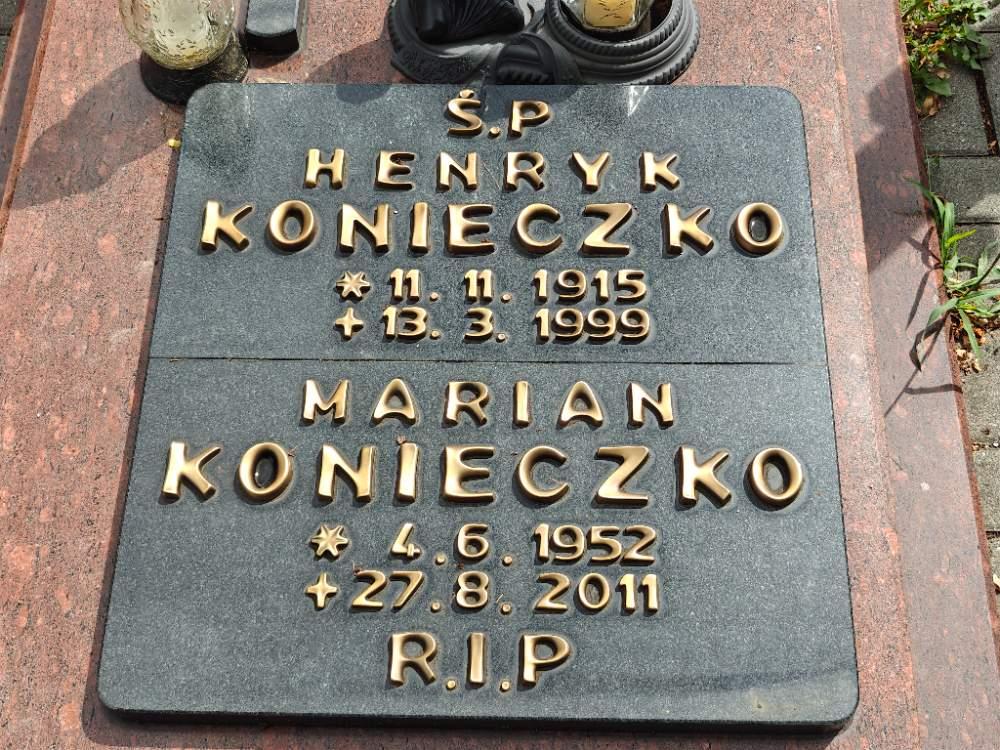 Ś.P
HENRYK
KONIECZKO
* 11. 11. 1915
+ 13. 3. 1999
MARIAN
KONIECZKO
* 4. 6. 1952
+ 27. 8. 2011
R.I.P